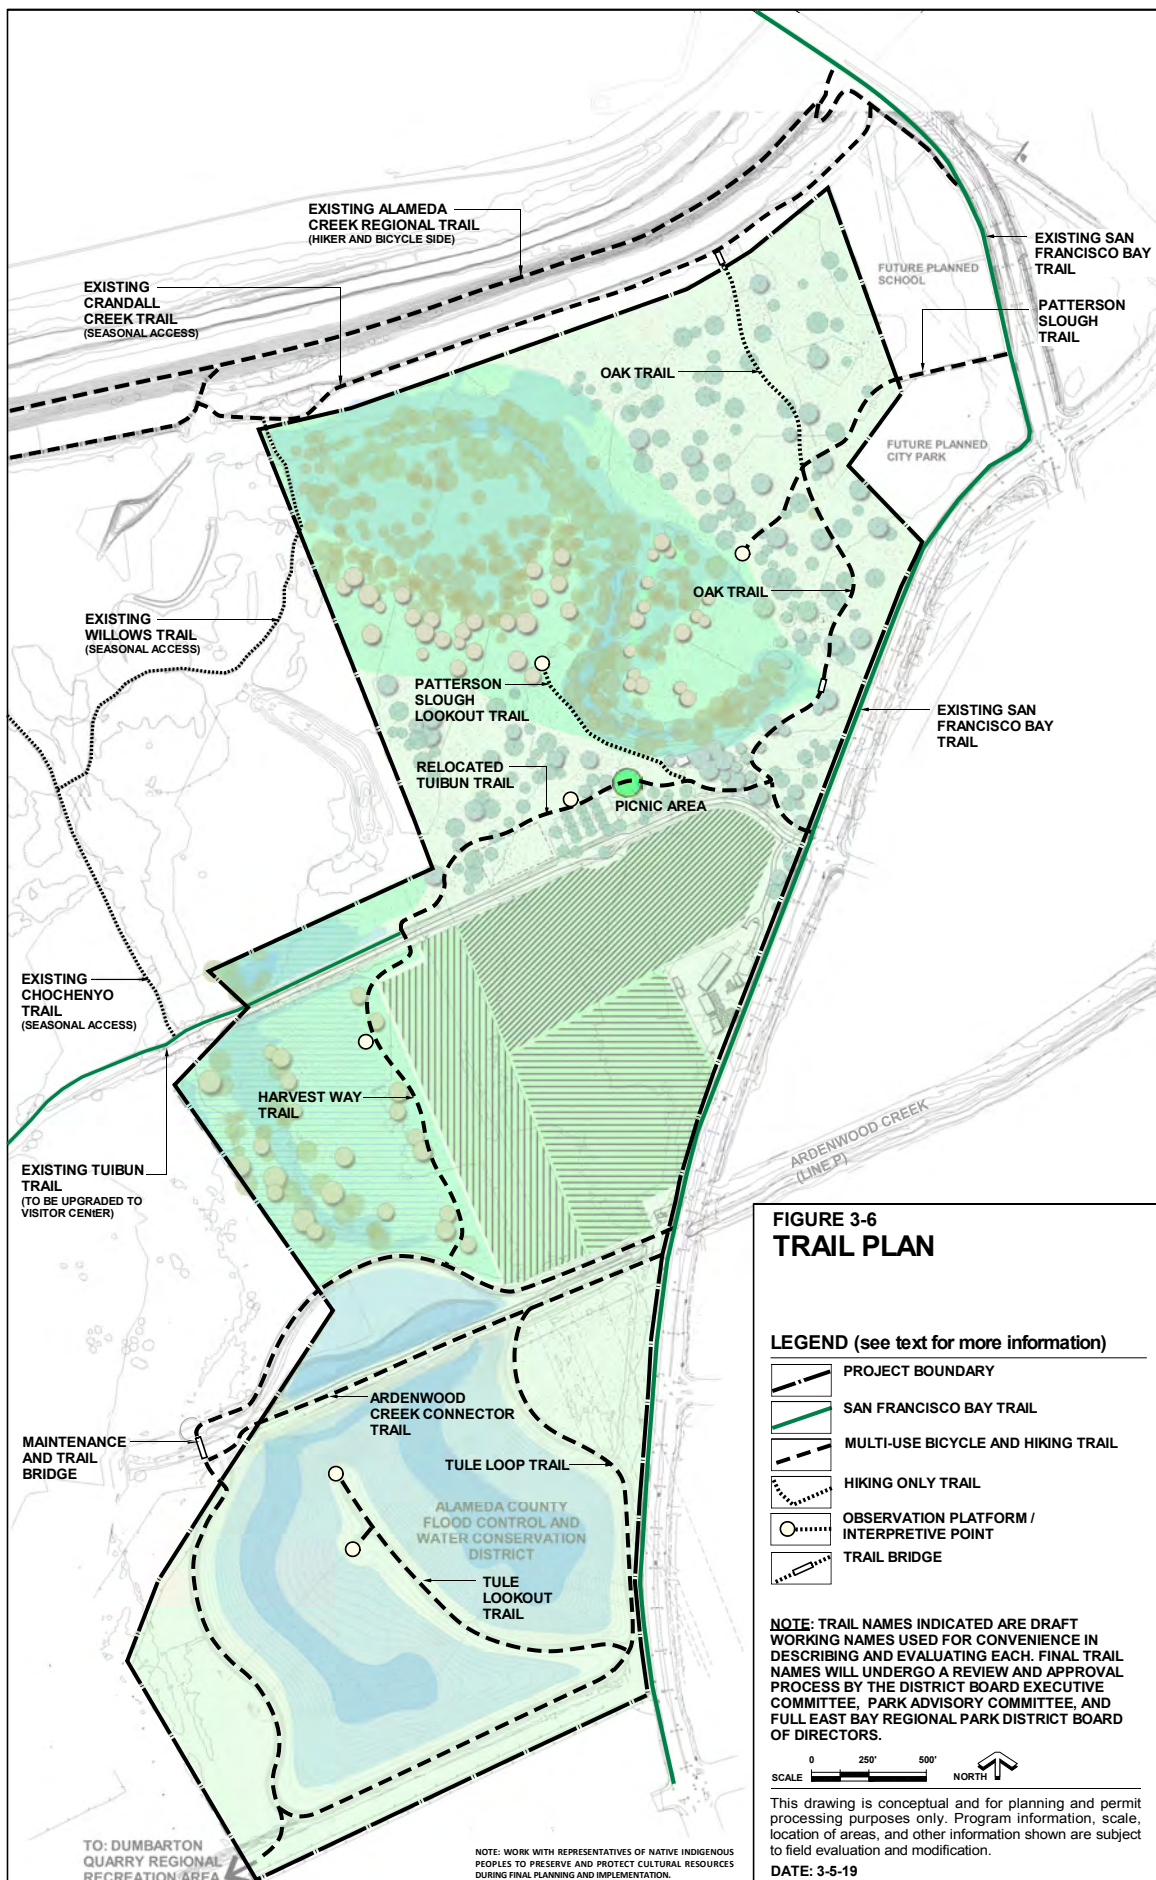 EXISTING ALAMEDA
CREEK REGIONAL TRAIL
(HIKER AND BICYCLE SIDE)
EXISTING SAN
FRANCISCO BAY
TRAIL
FUTURE PLANNED
SCHOOL
EXISTING
CRANDALL
CREEK TRAIL
(SEASONAL ACCESS)
PATTERSON
SLOUGH
TRAIL
OAK TRAIL
FUTURE PLANNED
CITY PARK
OAK TRAIL
EXISTING
WILLOWS TRAIL
(SEASONAL ACCESS)
PATTERSON
SLOUGH
LOOKOUT TRAIL
EXISTING SAN
FRANCISCO BAY
TRAIL
RELOCATED
TUIBUN TRAIL
PICNIC AREA
EXISTING
CHOCHENYO
TRAIL
(SEASONAL ACCESS)
HARVEST WAY
TRAIL
ARDENWOOD CREEK
(LINE P)
EXISTING TUIBUN
TRAIL
(TO BE UPGRADED TO
VISITOR CENTER)
ARDENWOOD
CREEK CONNECTOR
TRAIL
MAINTENANCE
AND TRAIL
BRIDGE
TULE LOOP TRAIL
ALAMEDA COUNTY
FLOOD CONTROL AND
WATER CONSERVATION
DISTRICT
TULE
LOOKOUT
TRAIL
TO: DUMBARTON
QUARRY REGIONAL
RECREATION AREA
NOTE: WORK WITH REPRESENTATIVES OF NATIVE INDIGENOUS
PEOPLES TO PRESERVE AND PROTECT CULTURAL RESOURCES
DURING FINAL PLANNING AND IMPLEMENTATION.
FIGURE 3-6
TRAIL PLAN
LEGEND (see text for more information)
PROJECT BOUNDARY
SAN FRANCISCO BAY TRAIL
MULTI-USE BICYCLE AND HIKING TRAIL
HIKING ONLY TRAIL
OBSERVATION PLATFORM /
INTERPRETIVE POINT
TRAIL BRIDGE
NOTE: TRAIL NAMES INDICATED ARE DRAFT
WORKING NAMES USED FOR CONVENIENCE IN
DESCRIBING AND EVALUATING EACH. FINAL TRAIL
NAMES WILL UNDERGO A REVIEW AND APPROVAL
PROCESS BY THE DISTRICT BOARD EXECUTIVE
COMMITTEE, PARK ADVISORY COMMITTEE, AND
FULL EAST BAY REGIONAL PARK DISTRICT BOARD
OF DIRECTORS.
0 250' 500'
SCALE NORTH
This drawing is conceptual and for planning and permit
processing purposes only. Program information, scale,
location of areas, and other information shown are subject
to field evaluation and modification.
DATE: 3-5-19